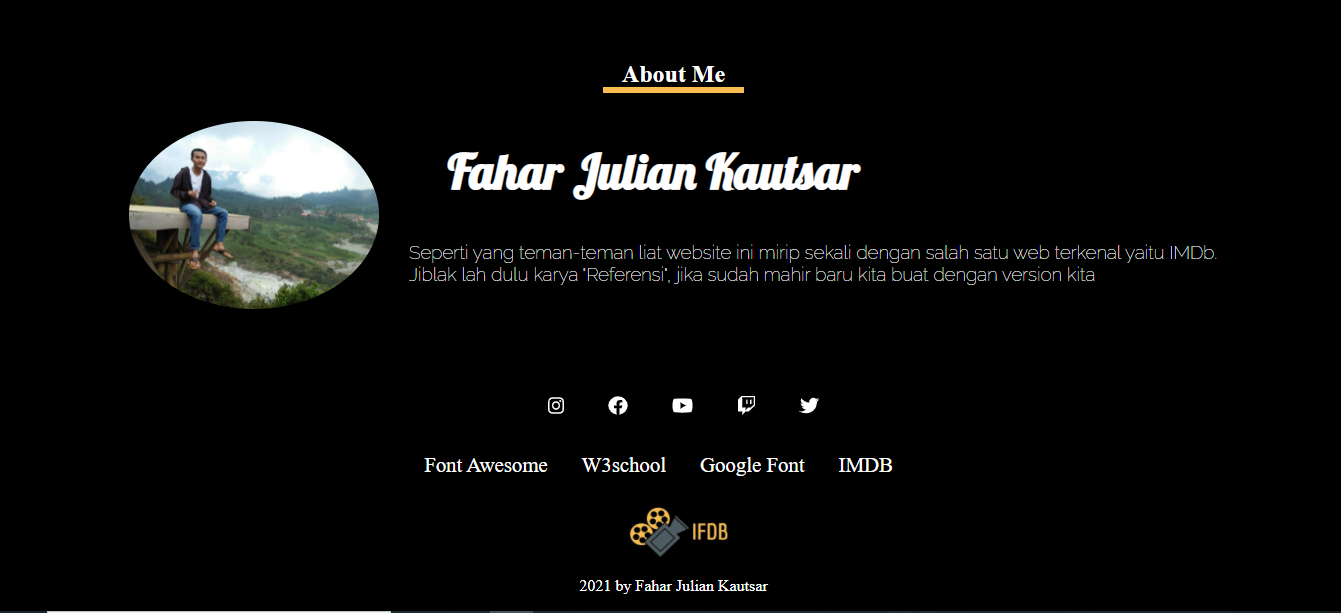 About Me
Fahar Julian Kautsar
Seperti yang teman-teman liat website ini mirip sekali dengan salah satu web terkenal yaitu IMDb.
Jiblak lah dulu karya "Referensi", jika sudah mahir baru kita buat dengan version kita
Font Awesome W3school Google Font IMDB
IFDB
2021 by Fahar Julian Kautsar